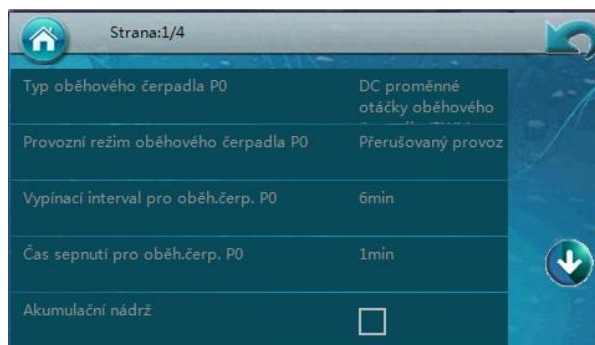 Strana:1/4
Typ oběhového čerpadla P0
DC proměnné
otáčky oběhového
Provozní režim oběhového čerpadla P0
Přerušovaný provoz
Vypínací interval pro oběh.čerp. P0
6min
Čas sepnutí pro oběh.čerp. P0
1min
Akumulační nádrž